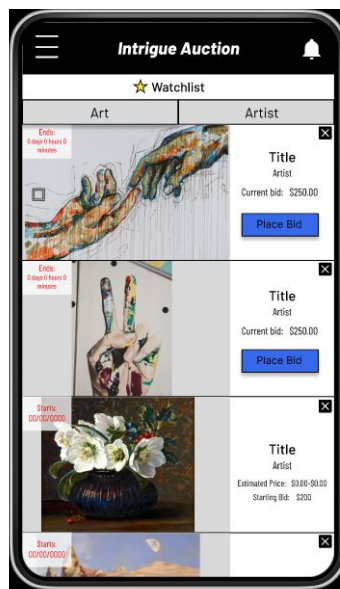 Intrigue Auction
Watchlist
Art
Artist
Ends:
0 days 0 hours 0
minutes
Title
Artist
Current bid: $250.00
Place Bid
Ends:
0 days 0 hours 0
minutes
Title
Artist
Current bid: $250.00
Place Bid
Starts:
00/00/0000
Title
Artist
Estimated Price: $0.00-$0.00
Starting Bid: $200
Starts:
00/00/0000